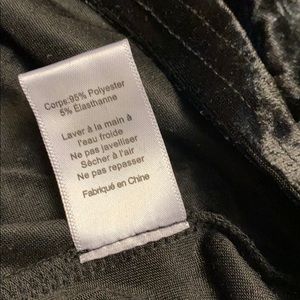 Corps:95% Polyester
5% Elasthanne
Laver à la main à
l'eau froide
Ne pas javelliser
Sécher à l'air
Ne pas repasser
Fabriqué en Chine